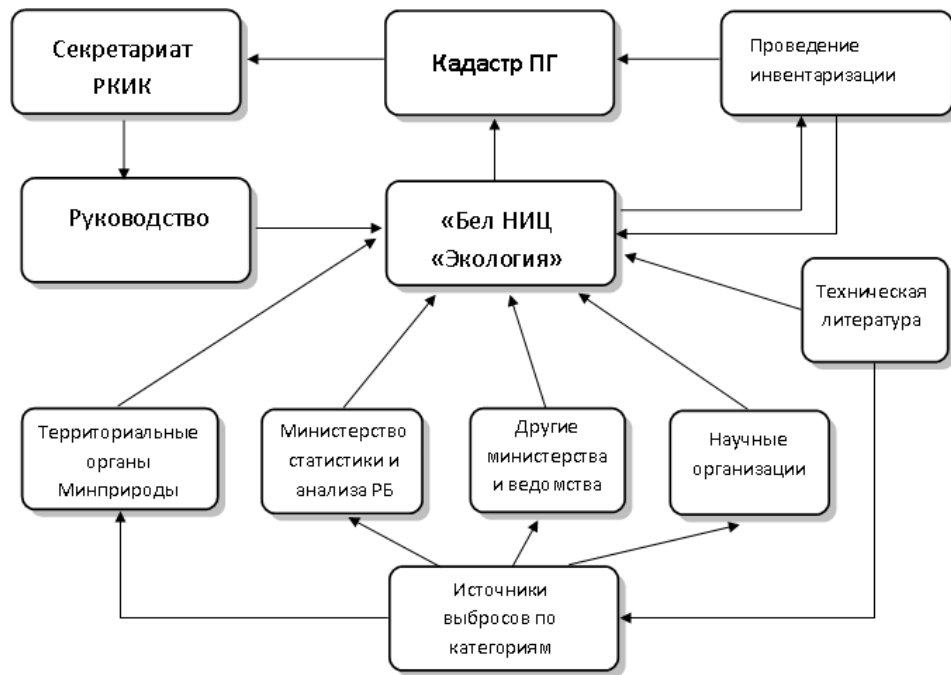 Секретариат
РКИК
Кадастр ПГ
Проведение
инвентаризации
Руководство
«Бел НИЦ
«Экология»
Техническая
литература
Территориальные
органы
Минприроды
Министерство
статистики и
анализа РБ
Другие
министерства
и ведомства
Научные
организации
Источники
выбросов по
категориям